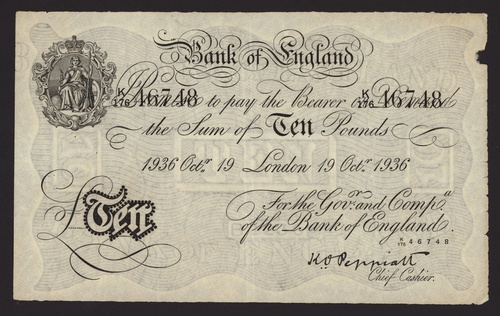 Bank of England
K/176 46748 K/176 46748
I Promise to pay the Bearer on Demand
the Sum of Ten Pounds
1936 Octr. 19 London 19 Octr. 1936
For the Govr. and Compa.
of the Bank of England.
£Ten
K/176 46748
K.O. Peppiatt
Chief Cashier.